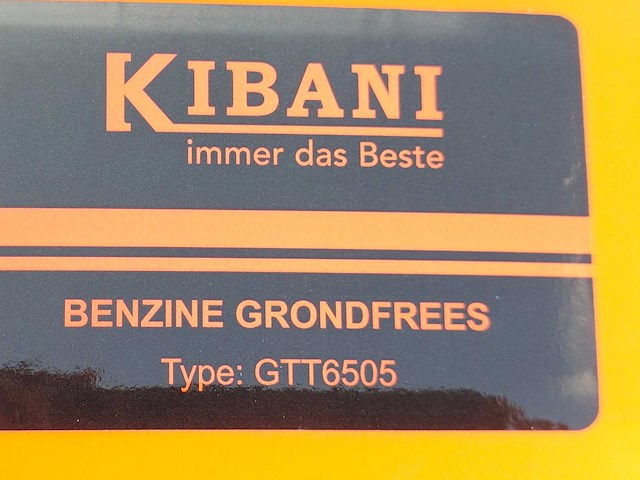 KIBANI
immer das Beste
BENZINE GRONDFREES
Type: GTT6505